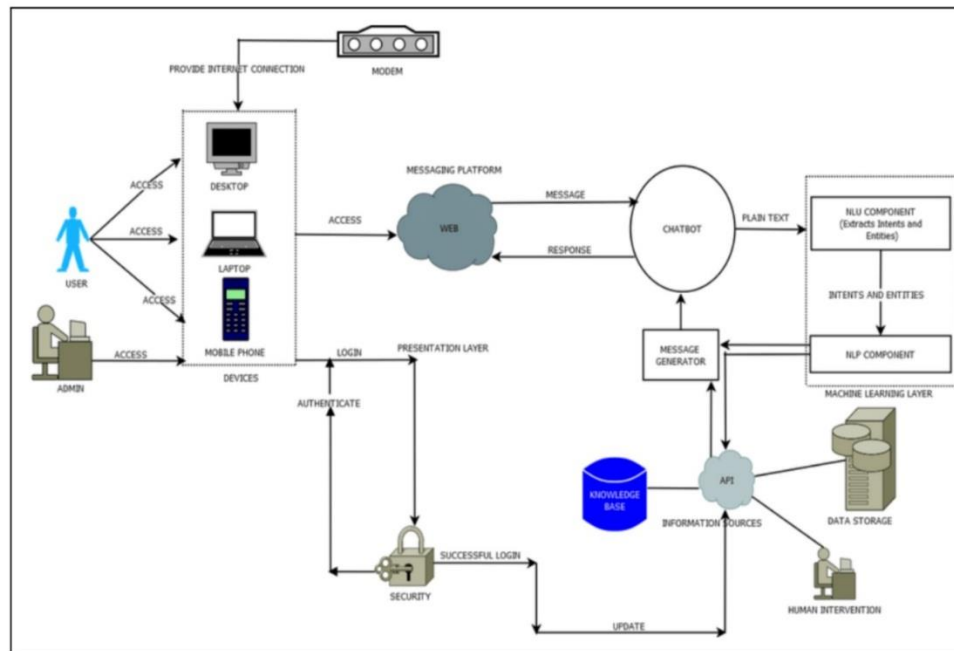 MODEM
PROVIDE INTERNET CONNECTION
DESKTOP
ACCESS
ACCESS
ACCESS
USER
LAPTOP
MOBILE PHONE
ACCESS
ADMIN
DEVICES
ACCESS
MESSAGING PLATFORM
WEB
MESSAGE
RESPONSE
CHATBOT
PLAIN TEXT
NLU COMPONENT
(Extracts Intents and
Entities)
INTENTS AND ENTITIES
NLP COMPONENT
MACHINE LEARNING LAYER
MESSAGE
GENERATOR
LOGIN
PRESENTATION LAYER
AUTHENTICATE
KNOWLEDGE
BASE
API
INFORMATION SOURCES
DATA STORAGE
HUMAN INTERVENTION
SUCCESSFUL LOGIN
SECURITY
UPDATE